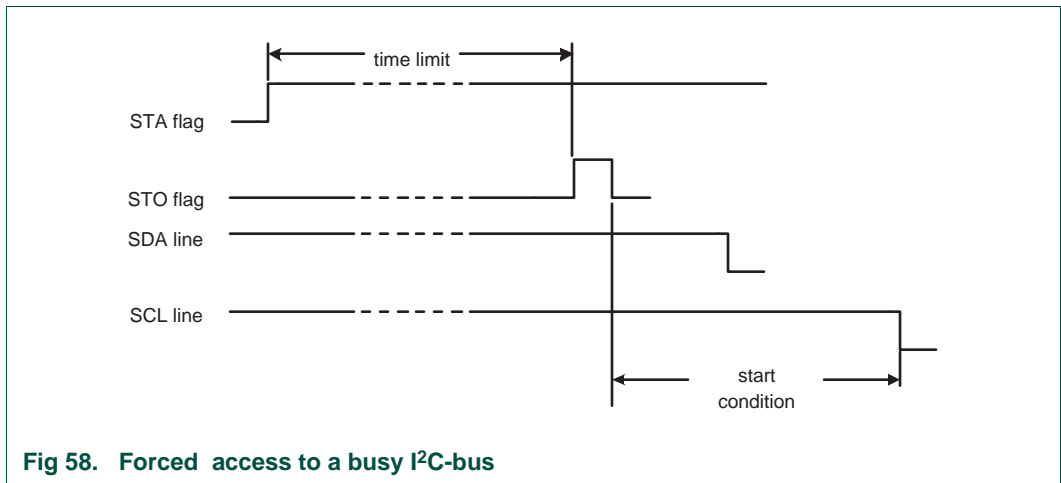 time limit
STA flag
STO flag
SDA line
SCL line
start
condition
Fig 58. Forced access to a busy I²C-bus